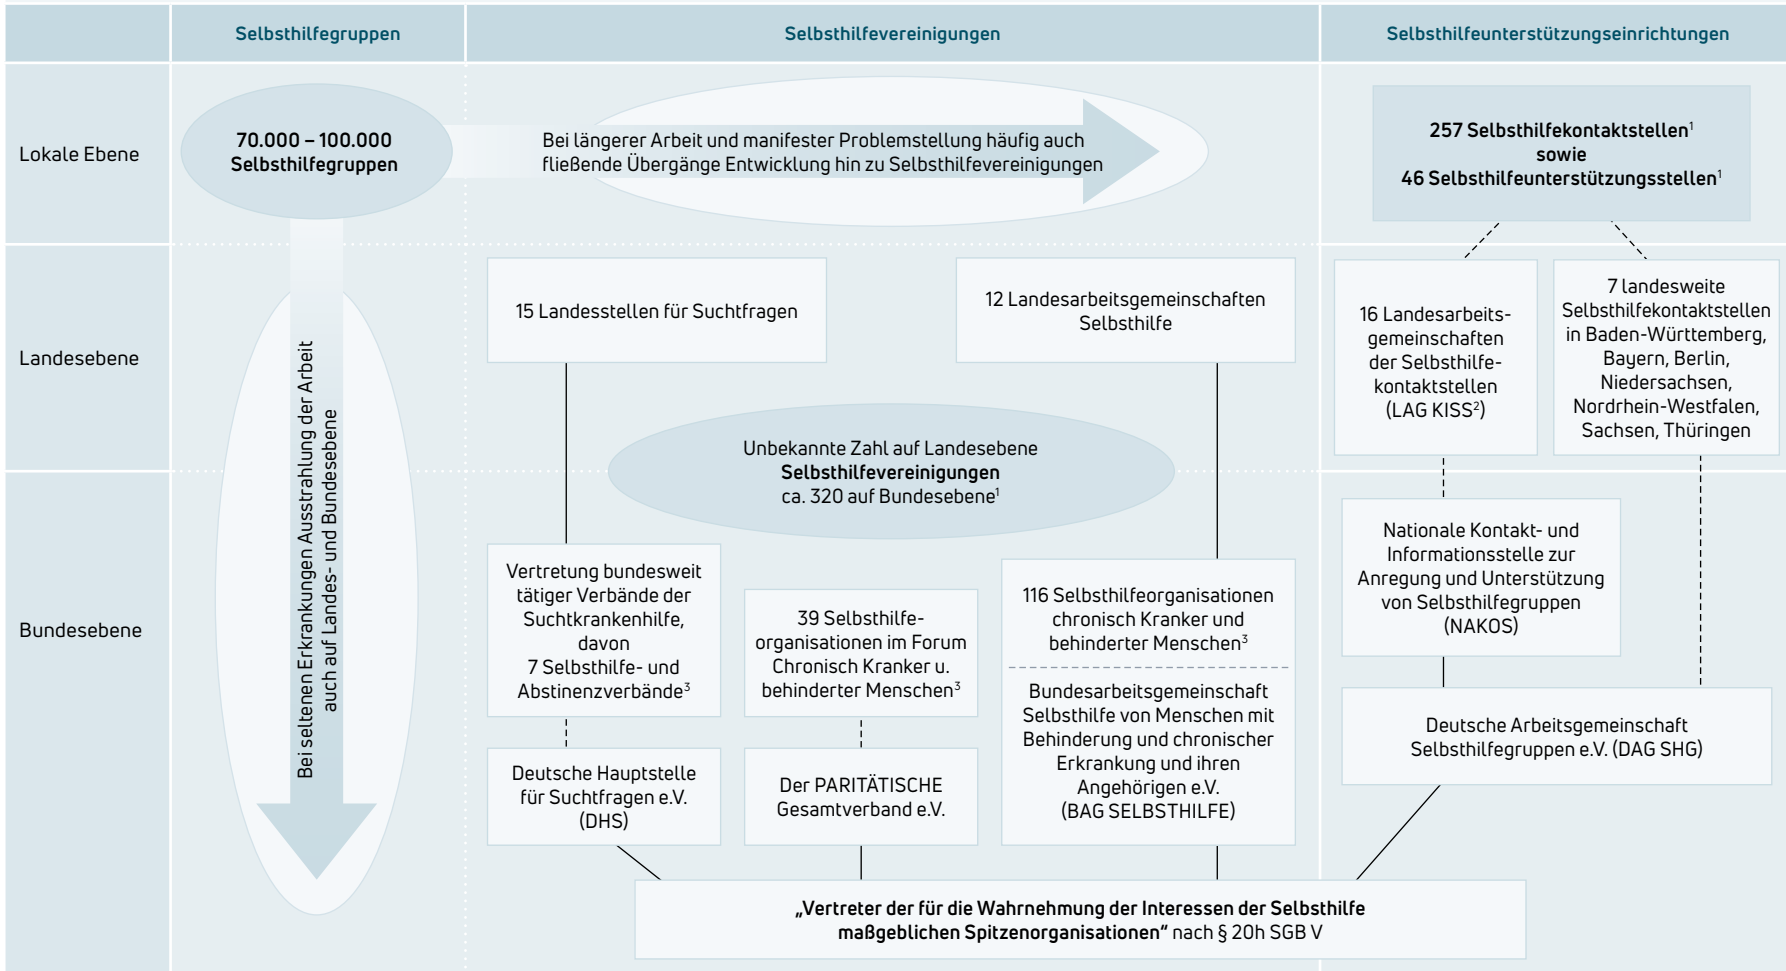 Selbsthilfegruppen
Selbsthilfevereinigungen
Selbsthilfeunterstützungseinrichtungen
Lokale Ebene
70.000 – 100.000
Selbsthilfegruppen
Bei längerer Arbeit und manifester Problemstellung häufig auch
fließende Übergänge Entwicklung hin zu Selbsthilfevereinigungen
257 Selbsthilfekontaktstellen¹
sowie
46 Selbsthilfeunterstützungsstellen¹
Landesebene
Bei seltenen Erkrankungen Ausstrahlung der Arbeit
auch auf Landes- und Bundesebene
15 Landesstellen für Suchtfragen
12 Landesarbeitsgemeinschaften
Selbsthilfe
16 Landesarbeits-
gemeinschaften
der Selbsthilfe-
kontaktstellen
(LAG KISS²)
7 landesweite
Selbsthilfekontaktstellen
in Baden-Württemberg,
Bayern, Berlin,
Niedersachsen,
Nordrhein-Westfalen,
Sachsen, Thüringen
Unbekannte Zahl auf Landesebene
Selbsthilfevereinigungen
ca. 320 auf Bundesebene¹
Bundesebene
Vertretung bundesweit
tätiger Verbände der
Suchtkrankenhilfe,
davon
7 Selbsthilfe- und
Abstinenzverbände³
39 Selbsthilfe-
organisationen im Forum
Chronisch Kranker u.
behinderter Menschen³
116 Selbsthilfeorganisationen
chronisch Kranker und
behinderter Menschen³
Bundesarbeitsgemeinschaft
Selbsthilfe von Menschen mit
Behinderung und chronischer
Erkrankung und ihren
Angehörigen e.V.
(BAG SELBSTHILFE)
Nationale Kontakt- und
Informationsstelle zur
Anregung und Unterstützung
von Selbsthilfegruppen
(NAKOS)
Deutsche Hauptstelle
für Suchtfragen e.V.
(DHS)
Der PARITÄTISCHE
Gesamtverband e.V.
Deutsche Arbeitsgemeinschaft
Selbsthilfegruppen e.V. (DAG SHG)
„Vertreter der für die Wahrnehmung der Interessen der Selbsthilfe
maßgeblichen Spitzenorganisationen“ nach § 20h SGB V